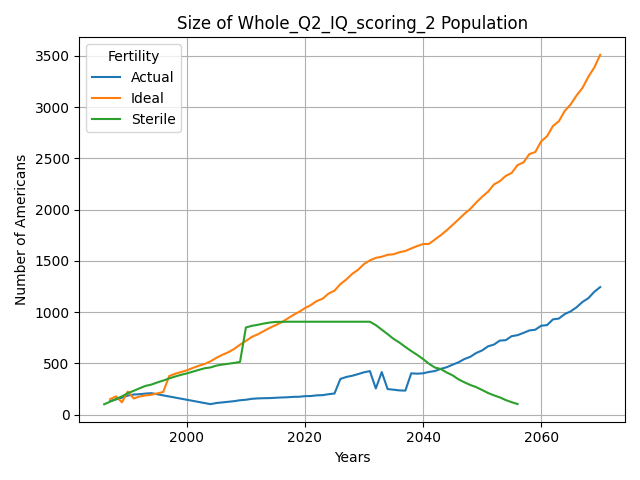 Size of Whole_Q2_IQ_scoring_2 Population
Fertility
Actual
Ideal
Sterile
3500
3000
2500
2000
1500
1000
500
0
Number of Americans
2000
2020
2040
2060
Years